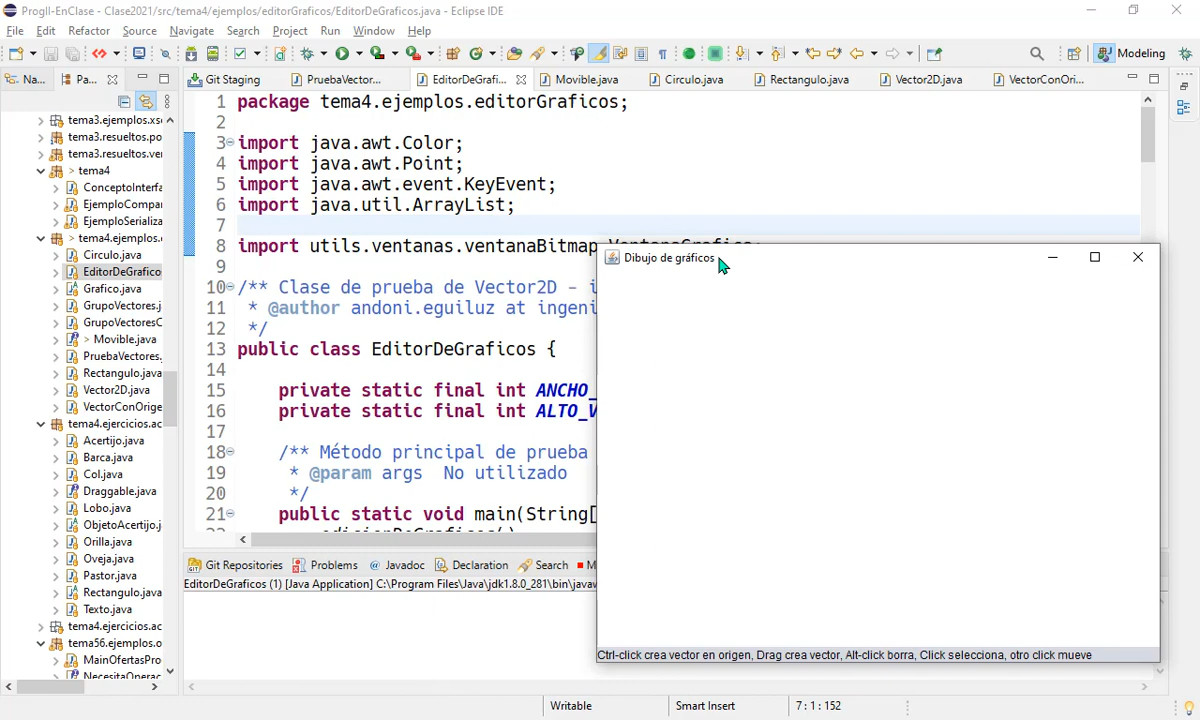 ProgII-EnClase - Clase2021/src/tema4/ejemplos/editorGraficos/EditorDeGraficos.java - Eclipse IDE
File Edit Refactor Source Navigate Search Project Run Window Help
Modeling
Na... Pa... Git Staging PruebaVector... EditorDeGrafi... Movible.java Circulo.java Rectangulo.java Vector2D.java VectorConOri...
tema3.ejemplos.xs
tema3.resueltos.po
tema3.resueltos.ve
> tema4
ConceptoInterfa
EjemploCompa
EjemploSerializa
> tema4.ejemplos.
Circulo.java
EditorDeGrafico
Grafico.java
GrupoVectores.j
GrupoVectoresC
> Movible.java
PruebaVectores.
Rectangulo.java
Vector2D.java
VectorConOrige
tema4.ejercicios.ac
Acertijo.java
Barca.java
Col.java
Draggable.java
Lobo.java
ObjetoAcertijo.j
Orilla.java
Oveja.java
Pastor.java
Rectangulo.java
Texto.java
tema4.ejercicios.ac
tema56.ejemplos.o
MainOfertasPro
NecesitaOperac
1 package tema4.ejemplos.editorGraficos;
2
3 import java.awt.Color;
4 import java.awt.Point;
5 import java.awt.event.KeyEvent;
6 import java.util.ArrayList;
7
8 import utils.ventanas.ventanaBitmap.VentanaGrafica;
9
10 /** Clase de prueba de Vector2D - i
11 * @author andoni.eguiluz at ingeni
12 */
13 public class EditorDeGraficos {
14
15 private static final int ANCHO_
16 private static final int ALTO_V
17
18 /** Método principal de prueba
19 * @param args No utilizado
20 */
21 public static void main(String[
22 edicionDeGraficos()
Dibujo de gráficos
Ctrl-click crea vector en origen, Drag crea vector, Alt-click borra, Click selecciona, otro click mueve
Git Repositories Problems Javadoc Declaration Search M
EditorDeGraficos (1) [Java Application] C:\Program Files\Java\jdk1.8.0_281\bin\javaw
Writable Smart Insert 7 : 1 : 152